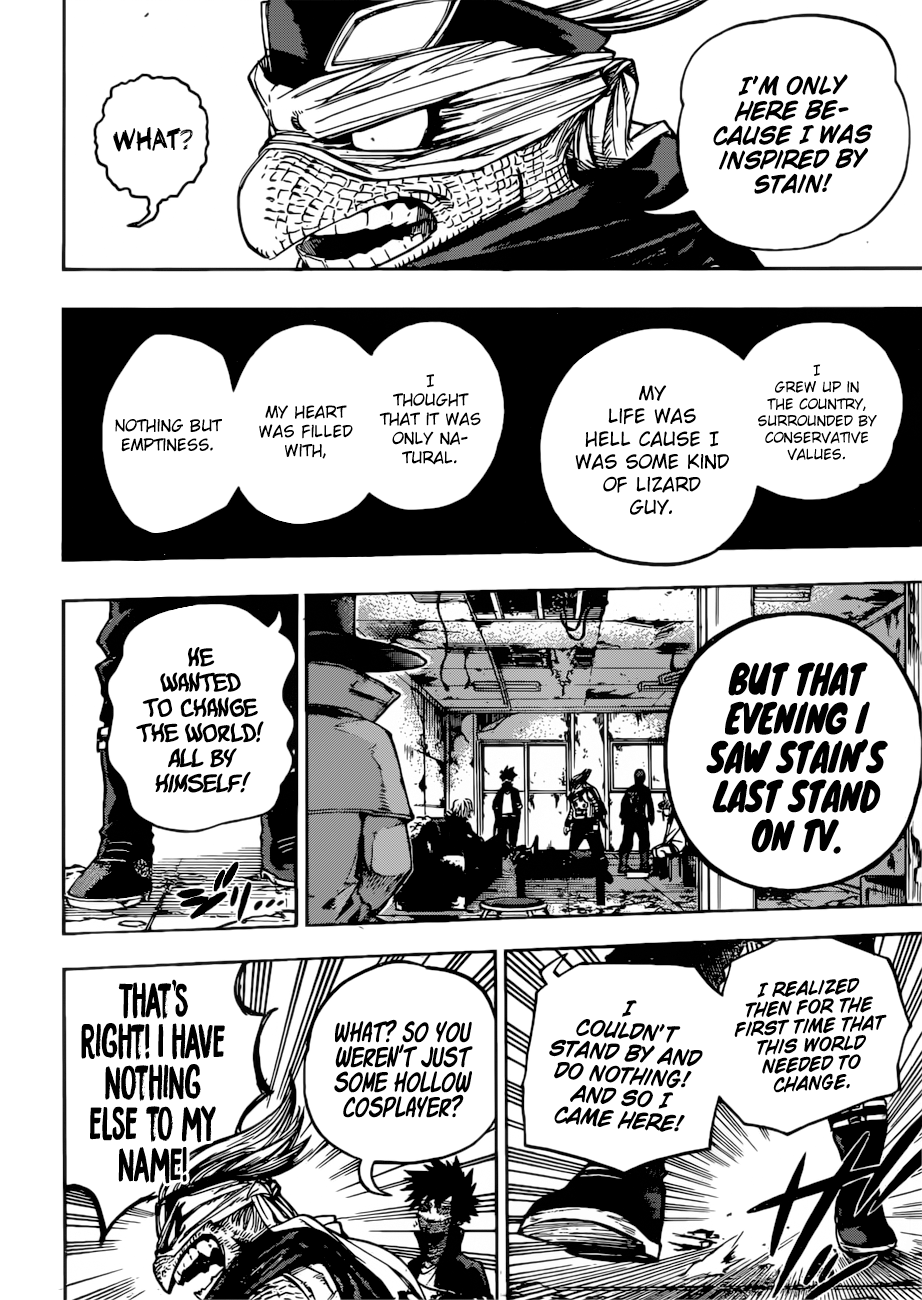 I'M ONLY
HERE BE-
CAUSE I WAS
INSPIRED BY
STAIN!
WHAT?
I
GREW UP IN
THE COUNTRY,
SURROUNDED BY
CONSERVATIVE
VALUES.
MY
LIFE WAS
HELL CAUSE I
WAS SOME KIND
OF LIZARD
GUY.
I
THOUGHT
THAT IT WAS
ONLY NA-
TURAL.
MY HEART
WAS FILLED
WITH,
NOTHING BUT
EMPTINESS.
BUT THAT
EVENING I
SAW STAIN'S
LAST STAND
ON TV.
HE
WANTED
TO CHANGE
THE WORLD!
ALL BY
HIMSELF!
ジリ…
I REALIZED
THEN FOR THE
FIRST TIME THAT
THIS WORLD
NEEDED TO
CHANGE.
I
COULDN'T
STAND BY AND
DO NOTHING!
AND SO I
CAME HERE!
ザッ
WHAT? SO YOU
WEREN'T JUST
SOME HOLLOW
COSPLAYER?
THAT'S
RIGHT! I HAVE
NOTHING
ELSE TO MY
NAME!